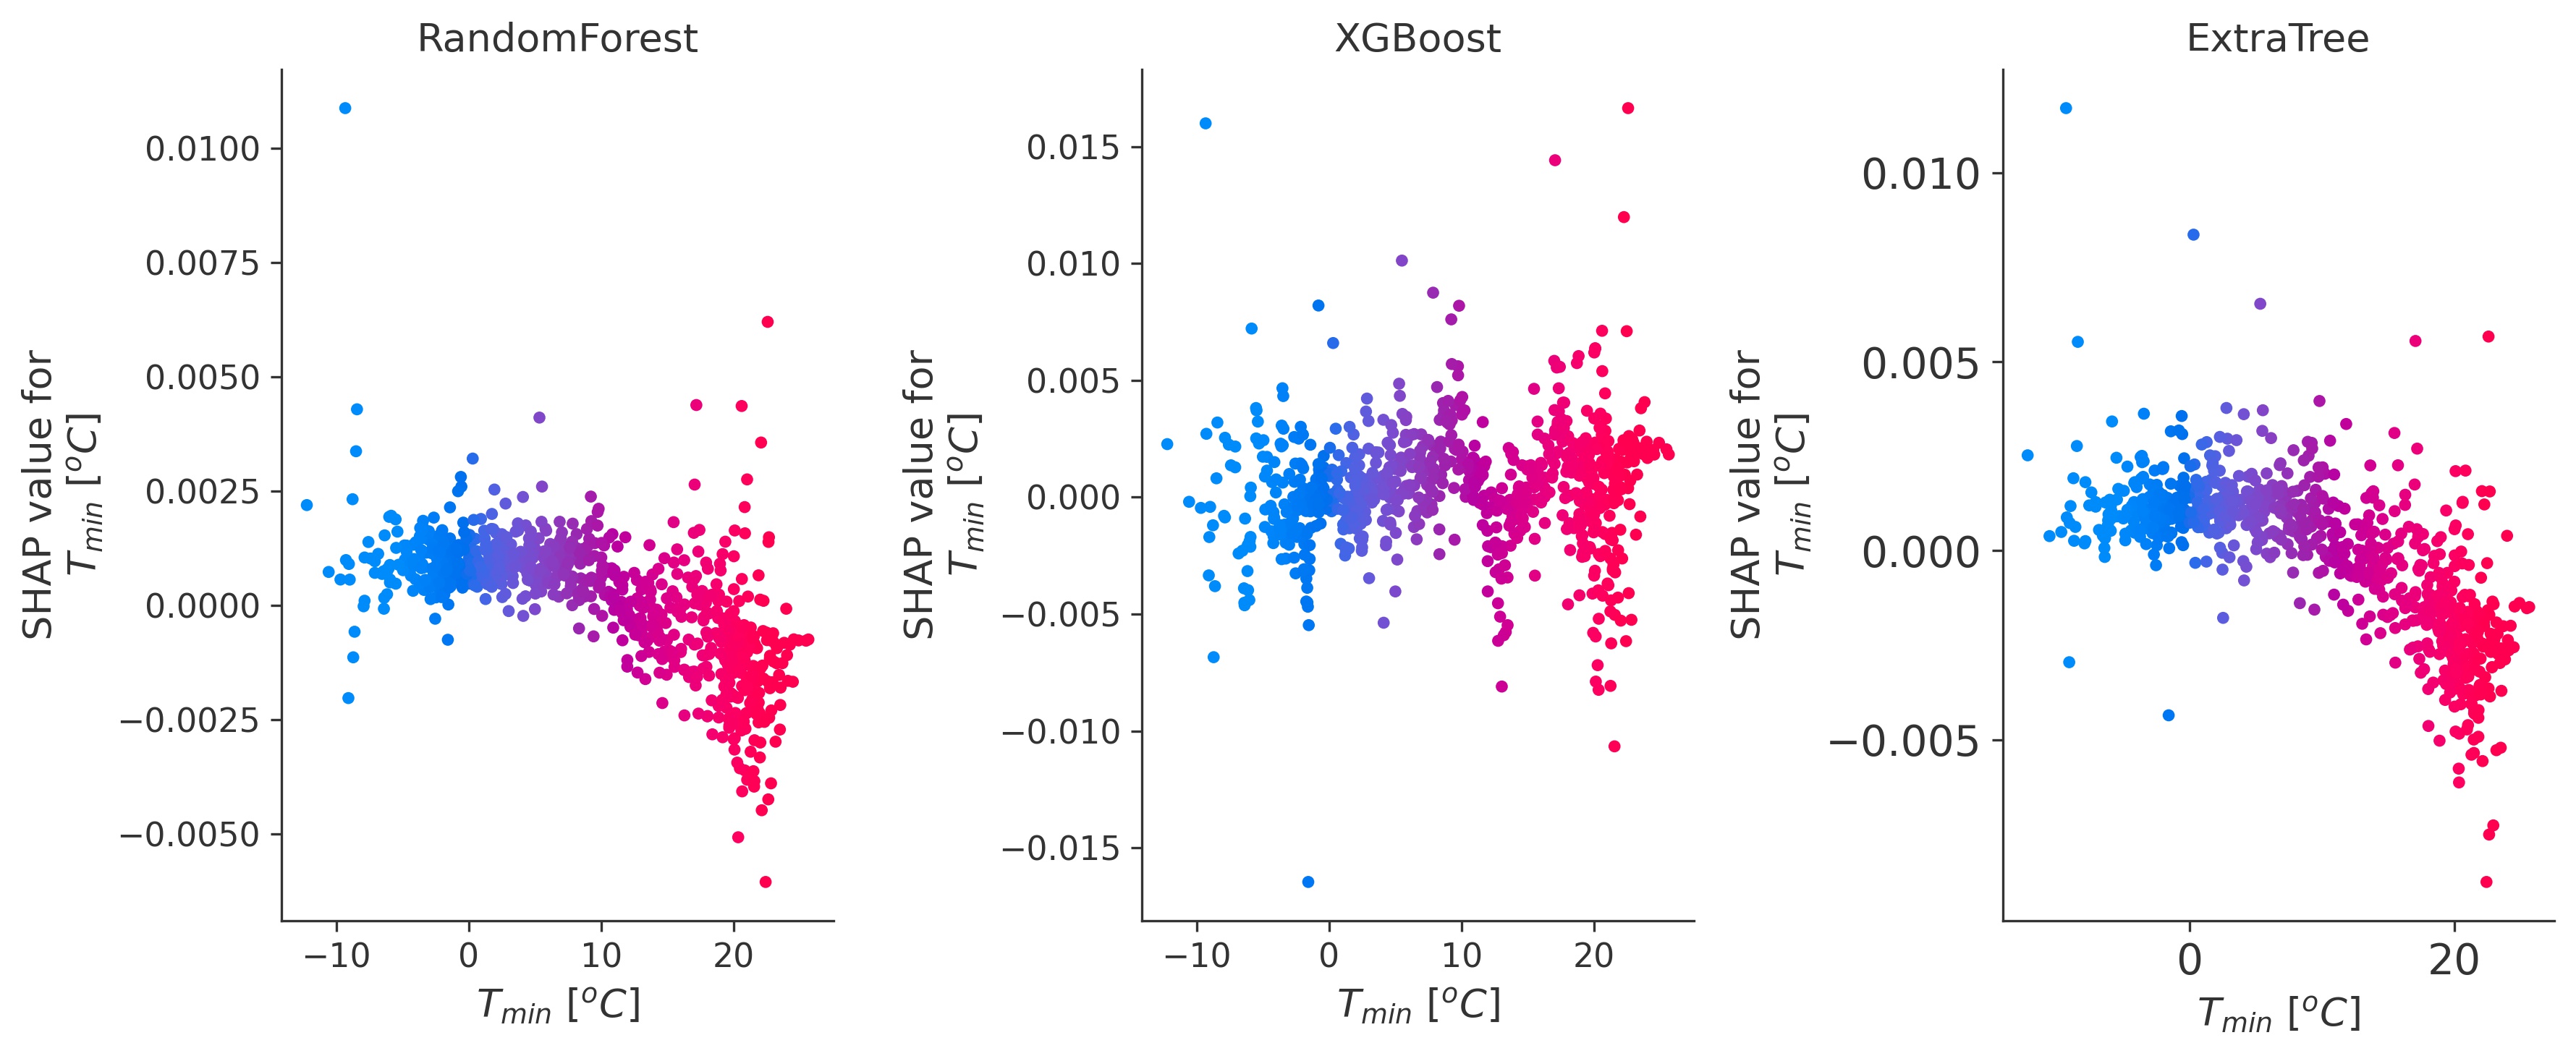 RandomForest
SHAP value for
T_min [°C]
0.0100
0.0075
0.0050
0.0025
0.0000
−0.0025
−0.0050
−10 0 10 20
T_min [°C]
XGBoost
SHAP value for
T_min [°C]
0.015
0.010
0.005
0.000
−0.005
−0.010
−0.015
−10 0 10 20
T_min [°C]
ExtraTree
SHAP value for
T_min [°C]
0.010
0.005
0.000
−0.005
0 20
T_min [°C]